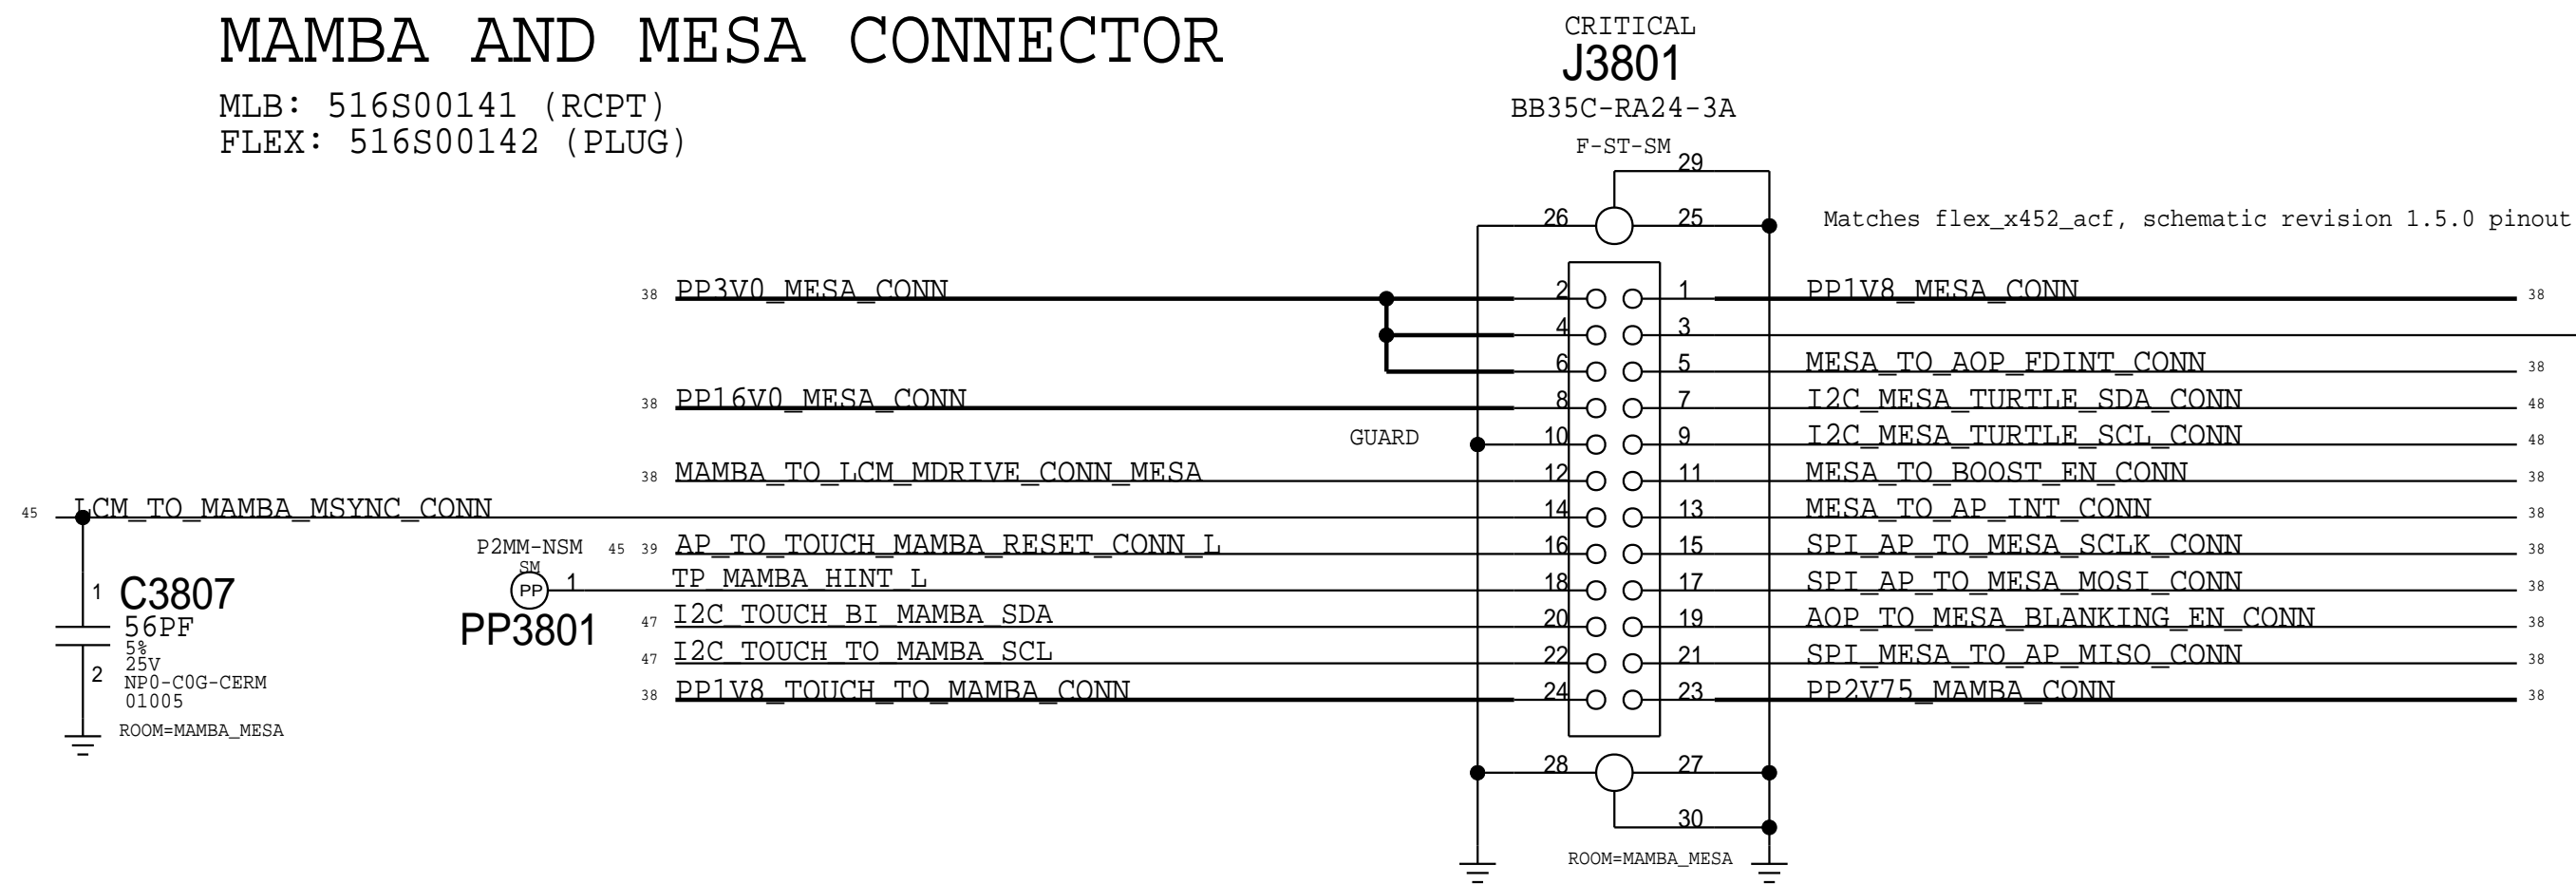 MAMBA AND MESA CONNECTOR
MLB: 516S00141 (RCPT)
FLEX: 516S00142 (PLUG)
CRITICAL
J3801
BB35C-RA24-3A
F-ST-SM
29
26 25
Matches flex_x452_acf, schematic revision 1.5.0 pinout
38 PP3V0_MESA_CONN 2 1 PP1V8_MESA_CONN 38
4 3
6 5 MESA_TO_AOP_FDINT_CONN 38
38 PP16V0_MESA_CONN 8 7 I2C_MESA_TURTLE_SDA_CONN 48
GUARD 10 9 I2C_MESA_TURTLE_SCL_CONN 48
38 MAMBA_TO_LCM_MDRIVE_CONN_MESA 12 11 MESA_TO_BOOST_EN_CONN 38
45 LCM_TO_MAMBA_MSYNC_CONN 14 13 MESA_TO_AP_INT_CONN 38
45 39 AP_TO_TOUCH_MAMBA_RESET_CONN_L 16 15 SPI_AP_TO_MESA_SCLK_CONN 38
P2MM-NSM
SM
PP 1 TP_MAMBA_HINT_L 18 17 SPI_AP_TO_MESA_MOSI_CONN 38
PP3801
47 I2C_TOUCH_BI_MAMBA_SDA 20 19 AOP_TO_MESA_BLANKING_EN_CONN 38
47 I2C_TOUCH_TO_MAMBA_SCL 22 21 SPI_MESA_TO_AP_MISO_CONN 38
38 PP1V8_TOUCH_TO_MAMBA_CONN 24 23 PP2V75_MAMBA_CONN 38
1 C3807
56PF
5%
25V
2 NP0-C0G-CERM
01005
ROOM=MAMBA_MESA
28 27
30
ROOM=MAMBA_MESA